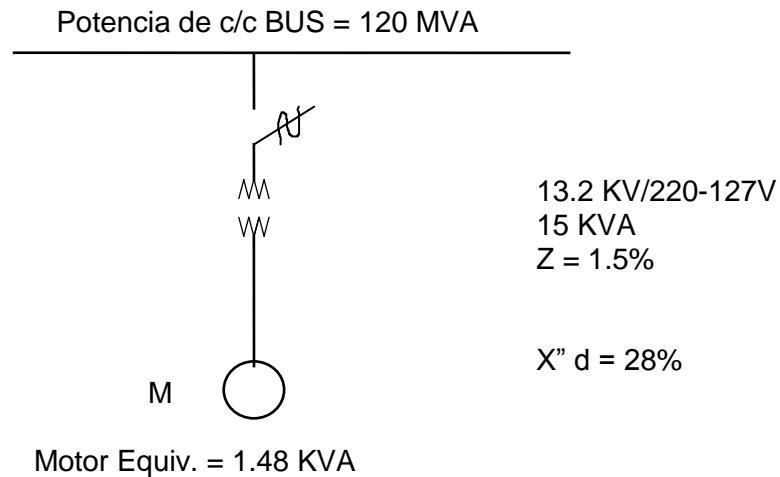 Potencia de c/c BUS = 120 MVA
13.2 KV/220-127V
15 KVA
Z = 1.5%
X” d = 28%
M
Motor Equiv. = 1.48 KVA